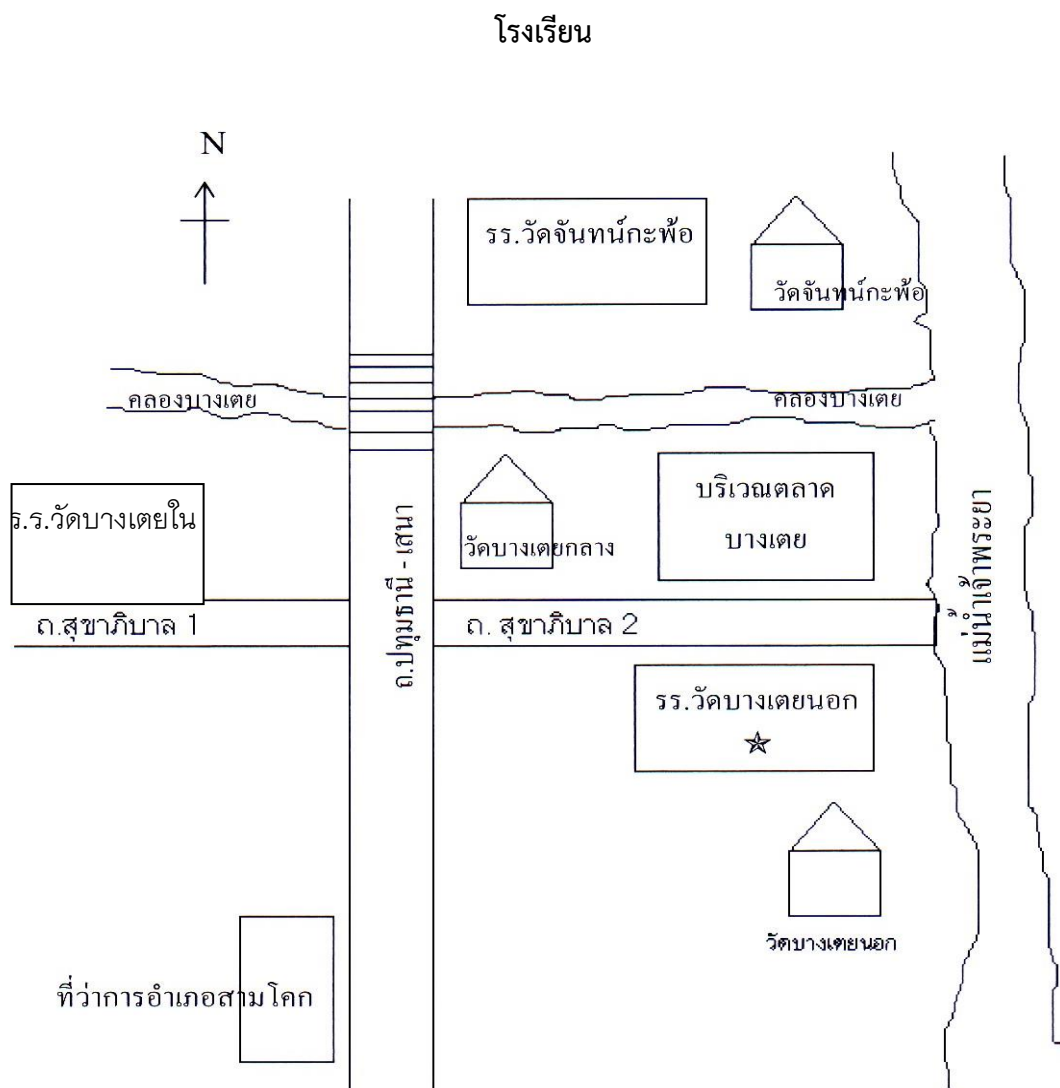 โรงเรียน
N
รร.วัดจันทน์กะพ้อ
วัดจันทน์กะพ้อ
คลองบางเตย
คลองบางเตย
ร.ร.วัดบางเตยใน
วัดบางเตยกลาง
บริเวณตลาด
บางเตย
ถ.ปทุมธานี - เสนา
แม่น้ำเจ้าพระยา
ถ.สุขาภิบาล 1
ถ. สุขาภิบาล 2
รร.วัดบางเตยนอก
วัดบางเตยนอก
ที่ว่าการอำเภอสามโคก